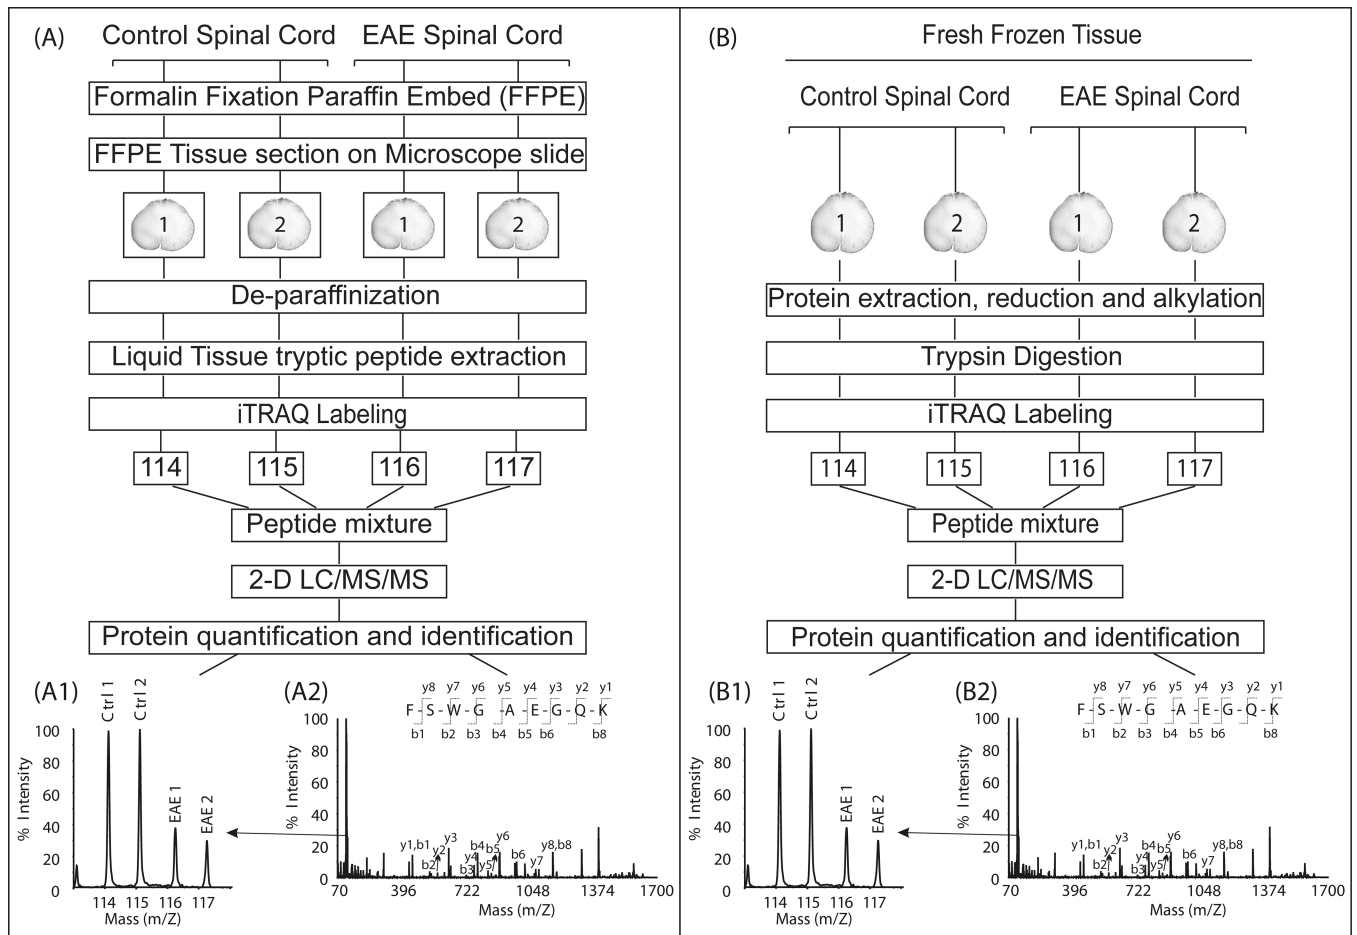 (A)
Control Spinal Cord
EAE Spinal Cord
Formalin Fixation Paraffin Embed (FFPE)
FFPE Tissue section on Microscope slide
1 2 1 2
De-paraffinization
Liquid Tissue tryptic peptide extraction
iTRAQ Labeling
114 115 116 117
Peptide mixture
2-D LC/MS/MS
Protein quantification and identification
(A1)
Ctrl 1
Ctrl 2
EAE 1
EAE 2
% Intensity
100
80
60
40
20
0
114 115 116 117
Mass (m/Z)
(A2)
y8 y7 y6 y5 y4 y3 y2 y1
F - S - W - G - A - E - G - Q - K
b1 b2 b3 b4 b5 b6 b8
% Intensity
100
80
60
40
20
0
y1,b1
b2
y2
y3
y4
b4
y3
y5
b5
y6
b6
y7
y8,b8
70 396 722 1048 1374 1700
Mass (m/Z)
(B)
Fresh Frozen Tissue
Control Spinal Cord
EAE Spinal Cord
1 2 1 2
Protein extraction, reduction and alkylation
Trypsin Digestion
iTRAQ Labeling
114 115 116 117
Peptide mixture
2-D LC/MS/MS
Protein quantification and identification
(B1)
Ctrl 1
Ctrl 2
EAE 1
EAE 2
% Intensity
100
80
60
40
20
0
114 115 116 117
Mass (m/Z)
(B2)
y8 y7 y6 y5 y4 y3 y2 y1
F - S - W - G - A - E - G - Q - K
b1 b2 b3 b4 b5 b6 b8
% Intensity
100
80
60
40
20
0
y1,b1
b2
y2
y3
y4
b3
b4
y5
b5
y6
b6
y7
y8,b8
70 396 722 1048 1374 1700
Mass (m/Z)